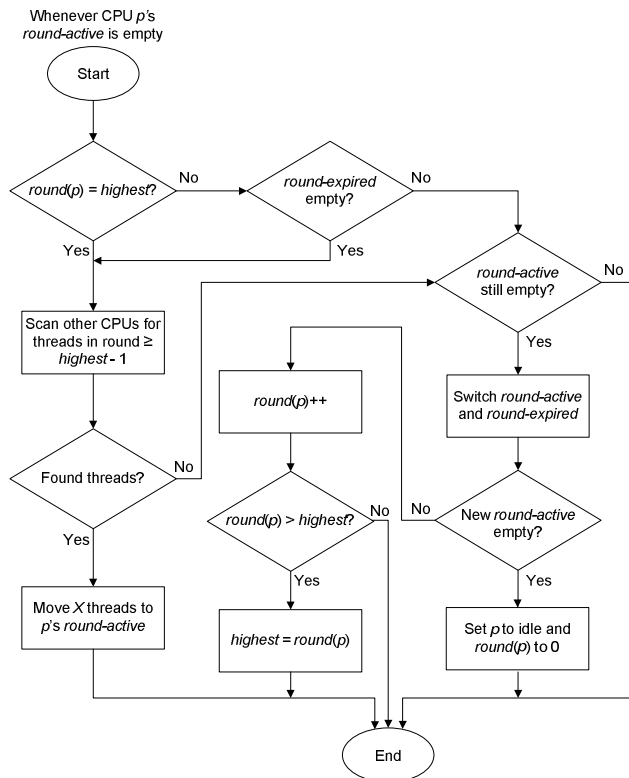 Whenever CPU p's
round-active is empty
Start
round(p) = highest?
No
Yes
round-expired
empty?
No
Yes
round-active
still empty?
No
Yes
Scan other CPUs for
threads in round ≥
highest - 1
Switch round-active
and round-expired
round(p)++
Found threads?
No
Yes
round(p) > highest?
No
Yes
New round-active
empty?
No
Yes
Move X threads to
p's round-active
highest = round(p)
Set p to idle and
round(p) to 0
End